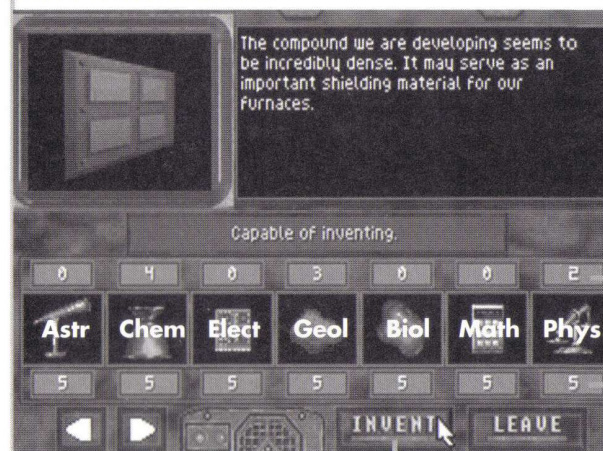 The compound we are developing seems to
be incredibly dense. It may serve as an
important shielding material for our
furnaces.
Capable of inventing.
0 4 0 3 0 0 2
Astr Chem Elect Geol Biol Math Phys
5 5 5 5 5 5 5
INVENT LEAVE